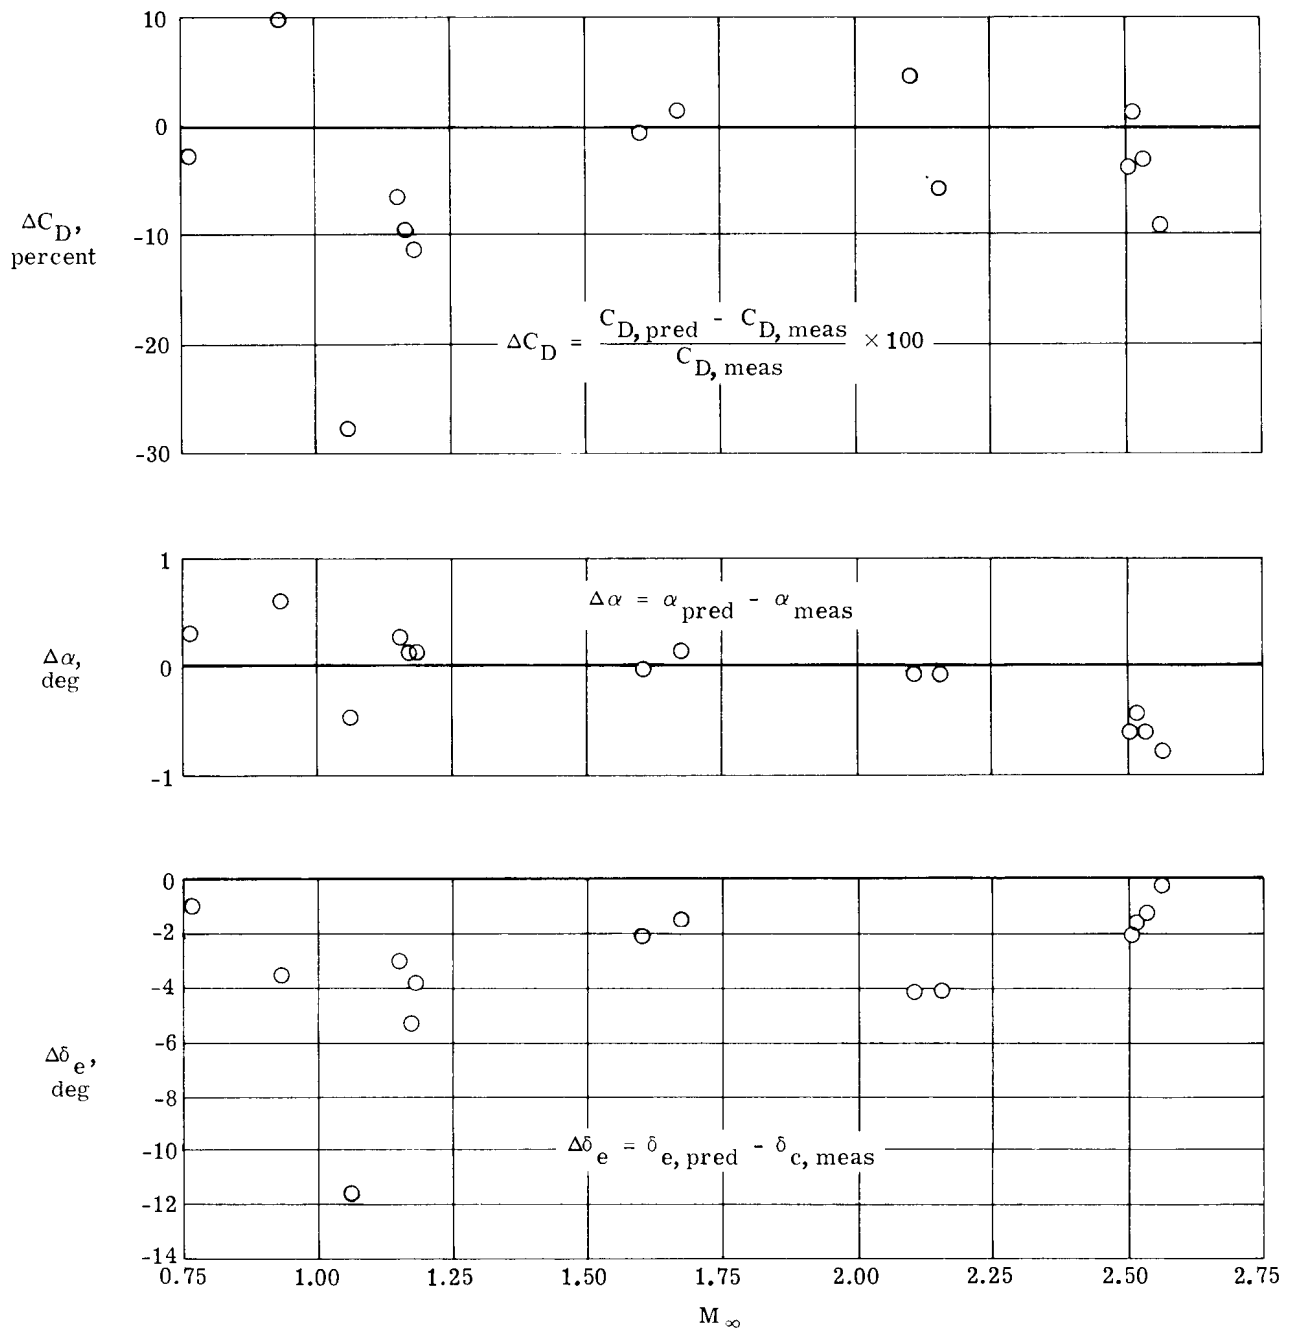 10
0
-10
-20
-30
ΔC_D,
percent
ΔC_D = (C_D, pred - C_D, meas) / C_D, meas × 100
1
0
-1
Δα,
deg
Δα = α_pred - α_meas
0
-2
-4
-6
-8
-10
-12
-14
Δδ_e,
deg
Δδ_e = δ_e, pred - δ_c, meas
0.75 1.00 1.25 1.50 1.75 2.00 2.25 2.50 2.75
M_∞